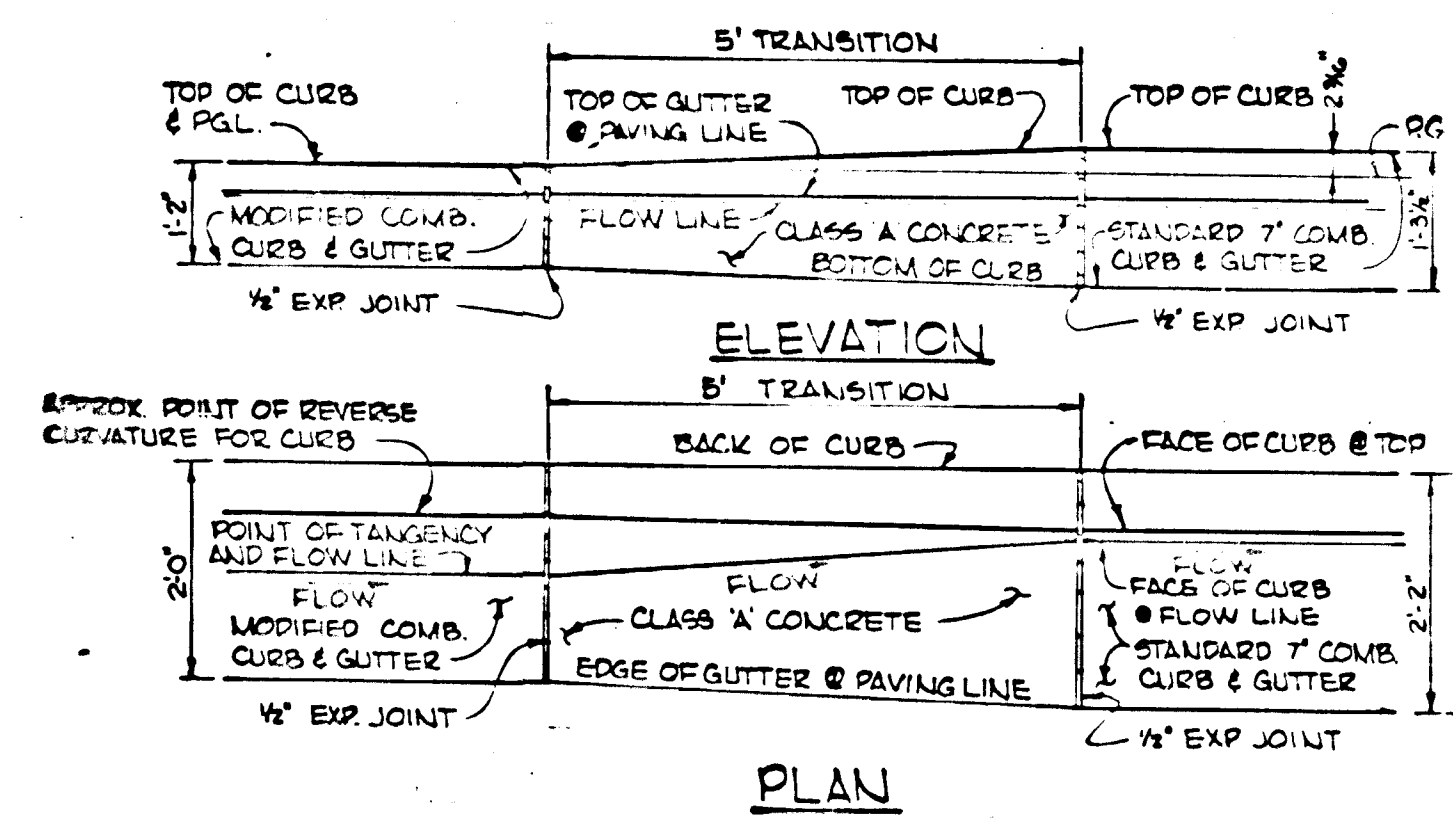 5' TRANSITION
TOP OF CURB
& PGL.
TOP OF GUTTER
@ PAVING LINE
TOP OF CURB
TOP OF CURB
P.G
1'-2"
MODIFIED COMB.
CURB & GUTTER
FLOW LINE
CLASS 'A' CONCRETE
BOTTOM OF CURB
STANDARD 7" COMB.
CURB & GUTTER
1'-3½"
½" EXP. JOINT
½" EXP. JOINT
ELEVATION
5' TRANSITION
APPROX. POINT OF REVERSE
CURVATURE FOR CURB
BACK OF CURB
FACE OF CURB @ TOP
POINT OF TANGENCY
AND FLOW LINE
2'-0"
FLOW
FLOW
FLOW
MODIFIED COMB.
CURB & GUTTER
CLASS 'A' CONCRETE
FACE OF CURB
@ FLOW LINE
STANDARD 7" COMB.
CURB & GUTTER
2'-2"
EDGE OF GUTTER @ PAVING LINE
½" EXP. JOINT
½" EXP JOINT
PLAN